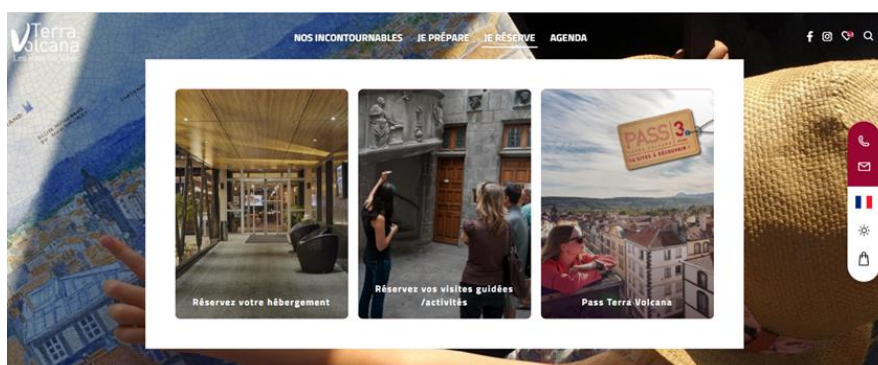 Terra
Volcana
NOS INCONTOURNABLES JE PRÉPARE JE RÉSERVE AGENDA
PASS 3
Réservez votre hébergement
Réservez vos visites guidées
/activités
Pass Terra Volcana